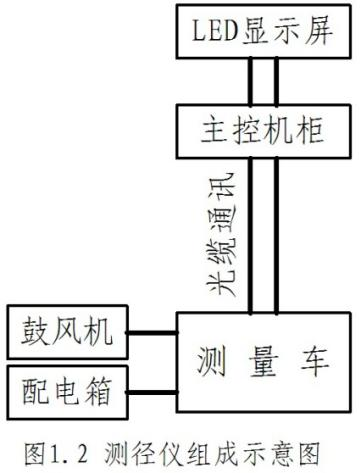 LED显示屏
主控机柜
光缆通讯
鼓风机
测量车
配电箱
图1.2 测径仪组成示意图